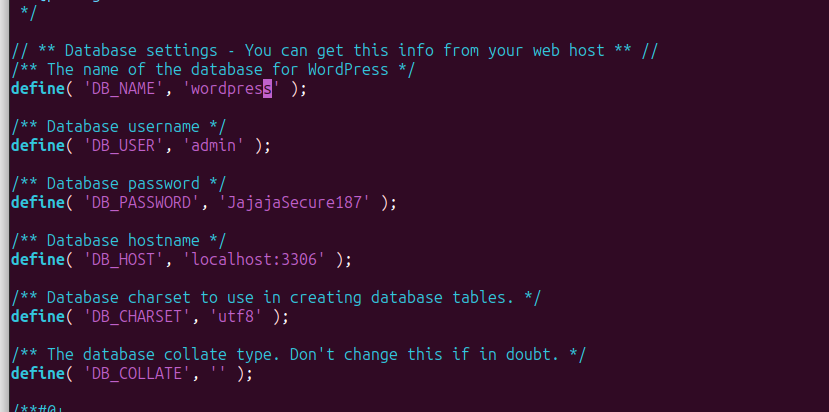 */
// ** Database settings - You can get this info from your web host ** //
/** The name of the database for WordPress */
define( 'DB_NAME', 'wordpress' );
/** Database username */
define( 'DB_USER', 'admin' );
/** Database password */
define( 'DB_PASSWORD', 'JajajaSecure187' );
/** Database hostname */
define( 'DB_HOST', 'localhost:3306' );
/** Database charset to use in creating database tables. */
define( 'DB_CHARSET', 'utf8' );
/** The database collate type. Don't change this if in doubt. */
define( 'DB_COLLATE', '' );
/**#@+